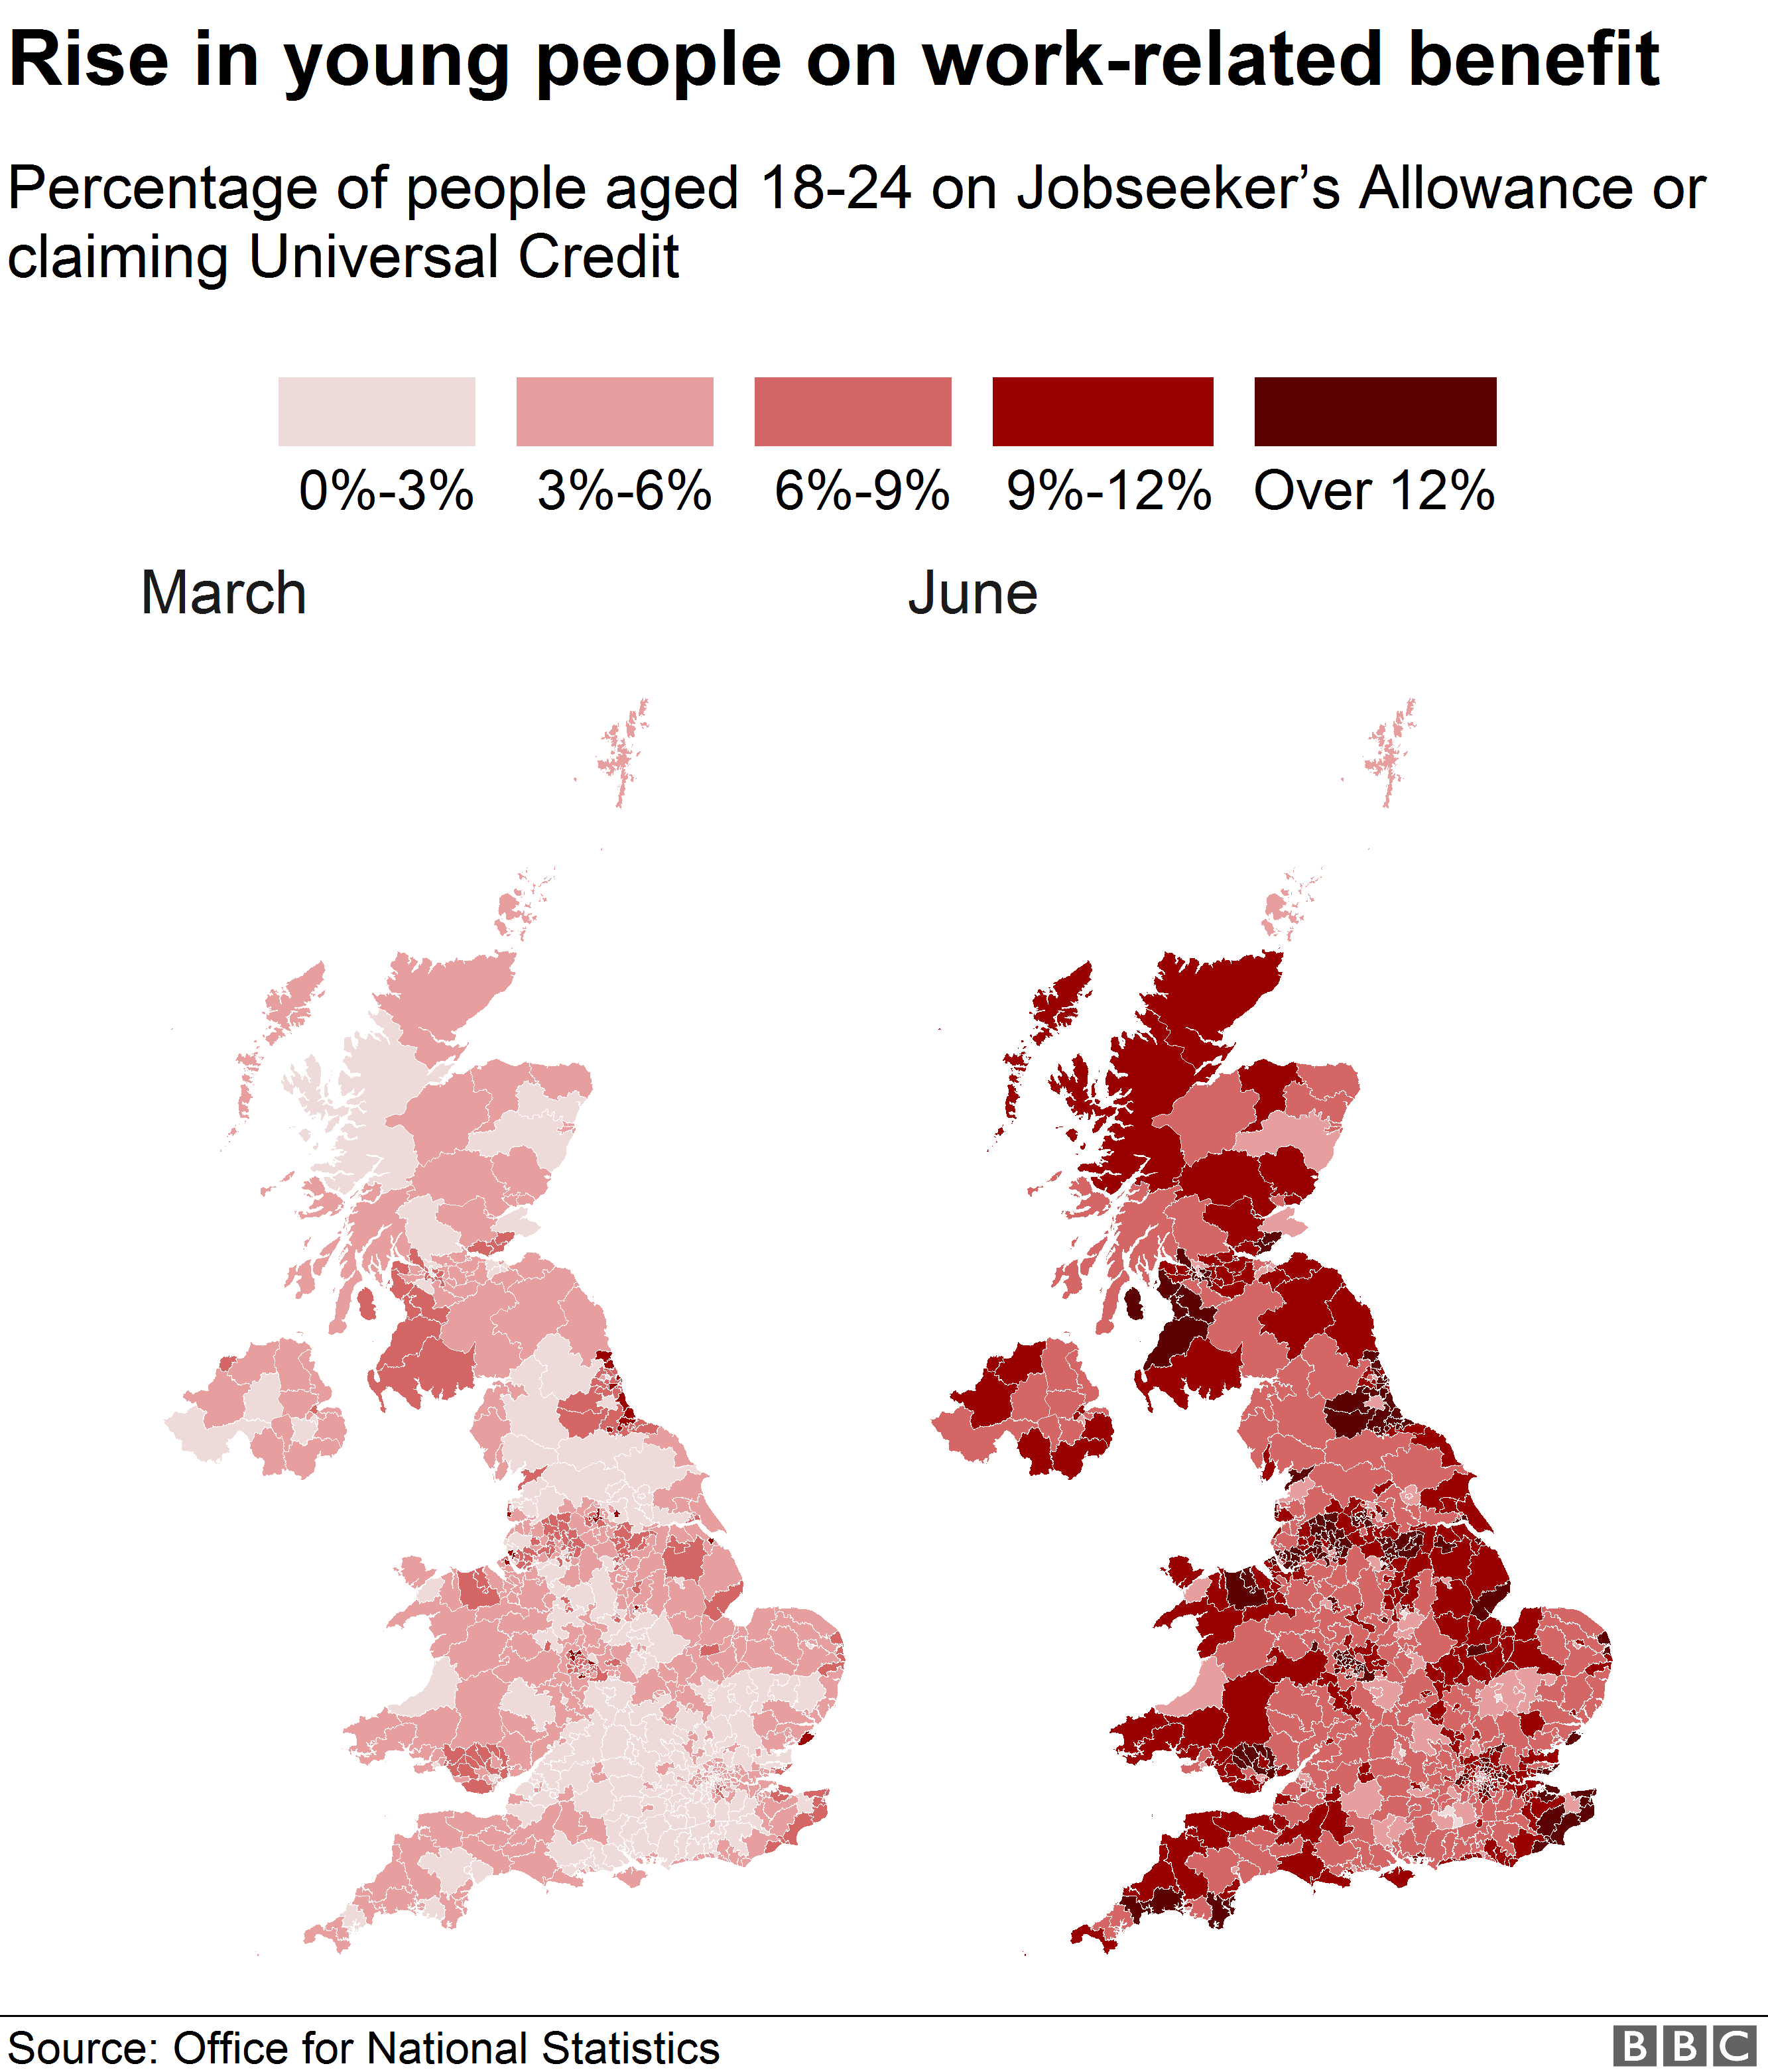 Rise in young people on work-related benefit
Percentage of people aged 18-24 on Jobseeker’s Allowance or
claiming Universal Credit
0%-3% 3%-6% 6%-9% 9%-12% Over 12%
March June
Source: Office for National Statistics BBC